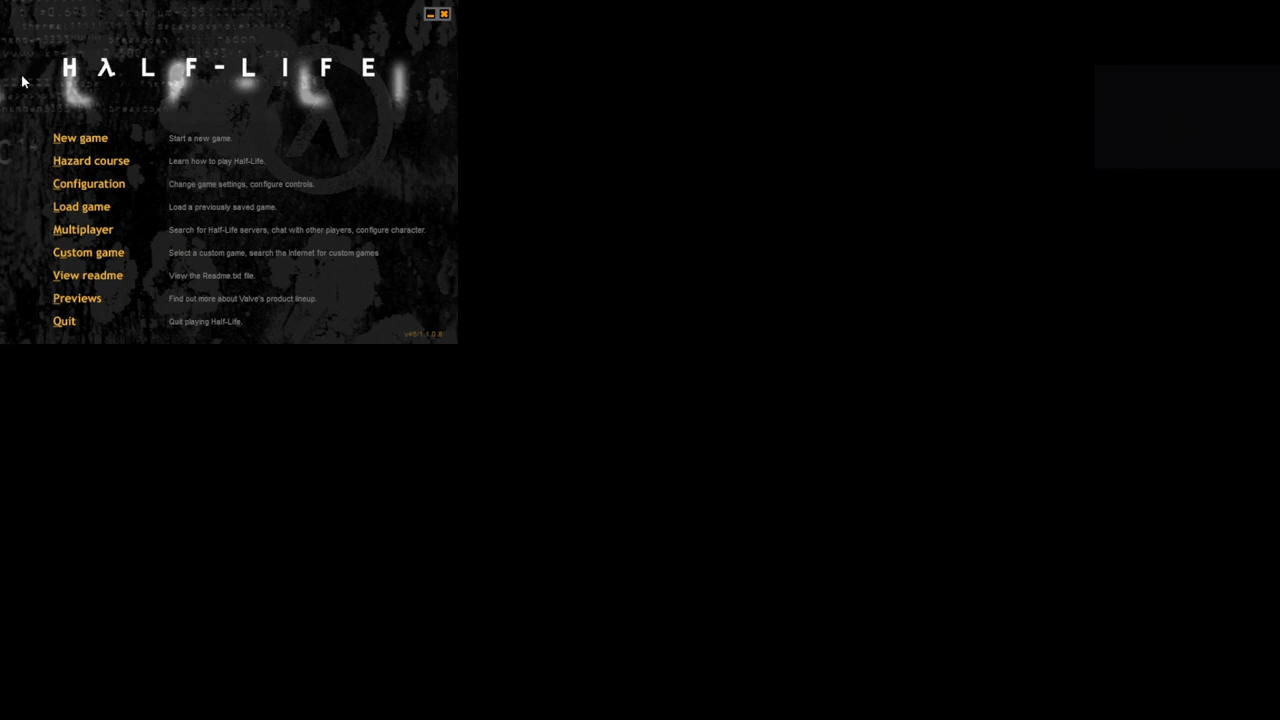 HλLF-LIFE
New game Start a new game.
Hazard course Learn how to play Half-Life.
Configuration Change game settings, configure controls.
Load game Load a previously saved game.
Multiplayer Search for Half-Life servers, chat with other players, configure character.
Custom game Select a custom game, search the Internet for custom games
View readme View the Readme.txt file.
Previews Find out more about Valve's product lineup.
Quit Quit playing Half-Life.